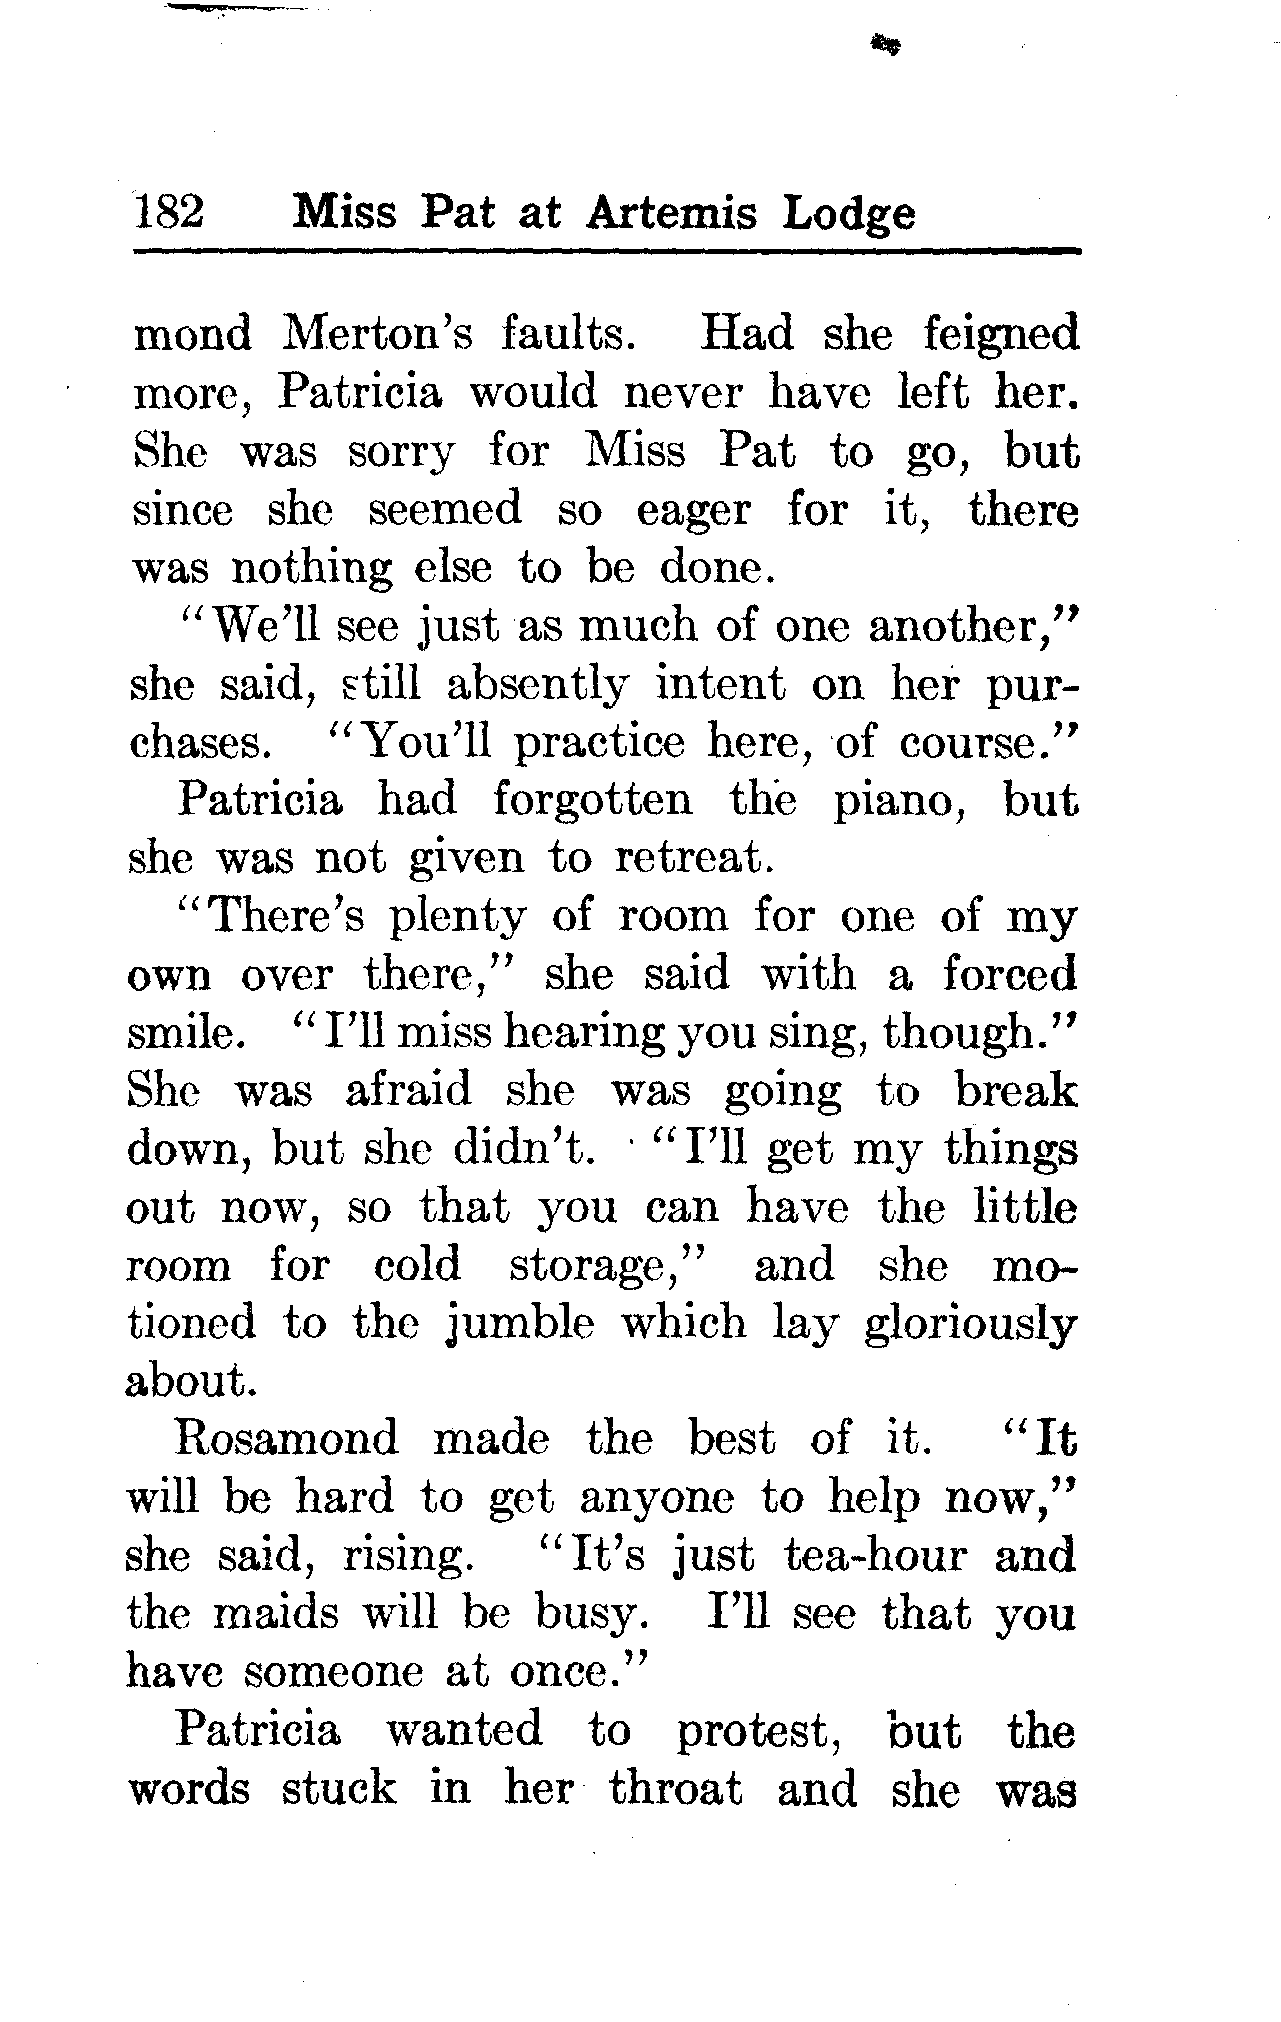 182 Miss Pat at Artemis Lodge
mond Merton's faults. Had she feigned
more, Patricia would never have left her.
She was sorry for Miss Pat to go, but
since she seemed so eager for it, there
was nothing else to be done.
"We'll see just as much of one another,"
she said, still absently intent on her pur-
chases. "You'll practice here, of course."
Patricia had forgotten the piano, but
she was not given to retreat.
"There's plenty of room for one of my
own over there," she said with a forced
smile. "I'll miss hearing you sing, though."
She was afraid she was going to break
down, but she didn't. "I'll get my things
out now, so that you can have the little
room for cold storage," and she mo-
tioned to the jumble which lay gloriously
about.
Rosamond made the best of it. "It
will be hard to get anyone to help now,"
she said, rising. "It's just tea-hour and
the maids will be busy. I'll see that you
have someone at once."
Patricia wanted to protest, but the
words stuck in her throat and she was